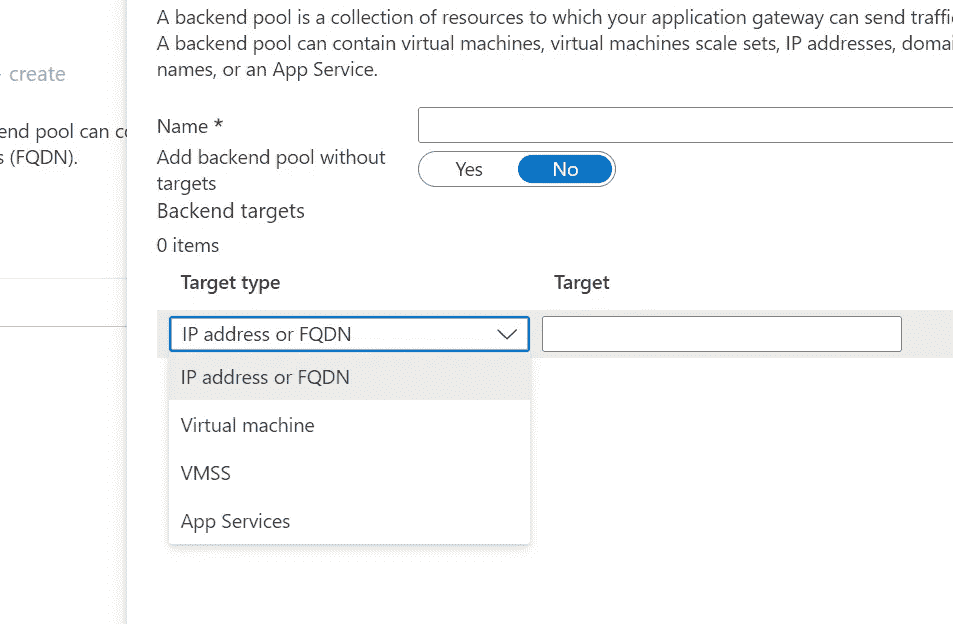 A backend pool is a collection of resources to which your application gateway can send
A backend pool can contain virtual machines, virtual machines scale sets, IP addresses,
names, or an App Service.
create
end pool can
s (FQDN).
Name *
Add backend pool without
targets
Yes
No
Backend targets
0 items
Target type
Target
IP address or FQDN
IP address or FQDN
Virtual machine
VMSS
App Services